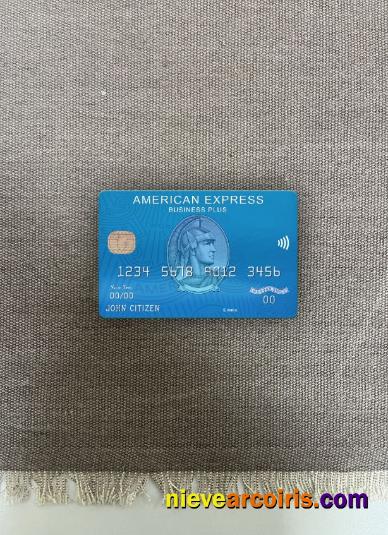 AMERICAN EXPRESS
BUSINESS PLUS
1234 5678 9012 3456
00/00
00
JOHN CITIZEN
nievearcoiris.com